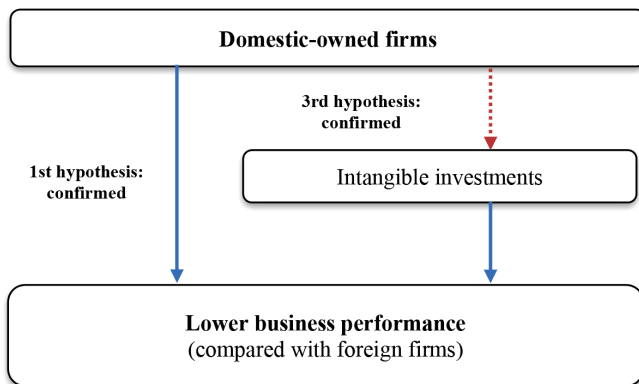 Domestic-owned firms
3rd hypothesis:
confirmed
1st hypothesis:
confirmed
Intangible investments
Lower business performance
(compared with foreign firms)